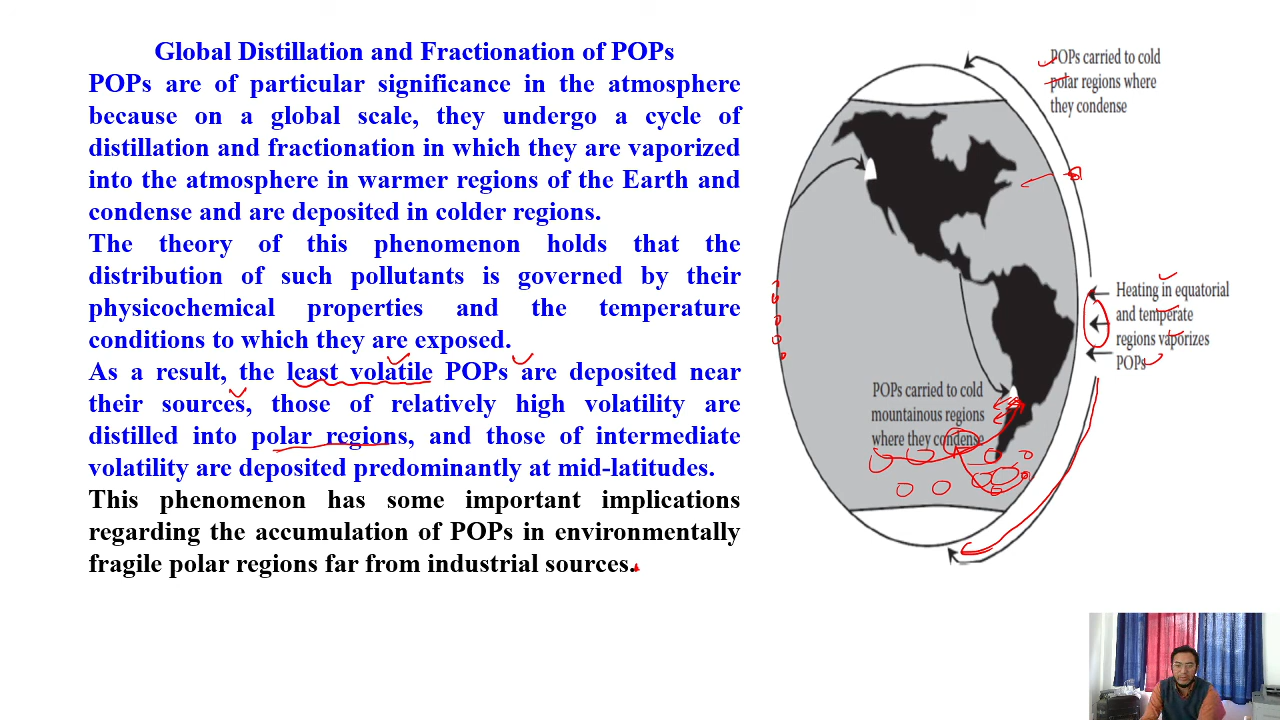 Global Distillation and Fractionation of POPs
POPs are of particular significance in the atmosphere
because on a global scale, they undergo a cycle of
distillation and fractionation in which they are vaporized
into the atmosphere in warmer regions of the Earth and
condense and are deposited in colder regions.
The theory of this phenomenon holds that the
distribution of such pollutants is governed by their
physicochemical properties and the temperature
conditions to which they are exposed.
As a result, the least volatile POPs are deposited near
their sources, those of relatively high volatility are
distilled into polar regions, and those of intermediate
volatility are deposited predominantly at mid-latitudes.
This phenomenon has some important implications
regarding the accumulation of POPs in environmentally
fragile polar regions far from industrial sources.
POPs carried to cold
polar regions where
they condense
Heating in equatorial
and temperate
regions vaporizes
POPs
POPs carried to cold
mountainous regions
where they condense